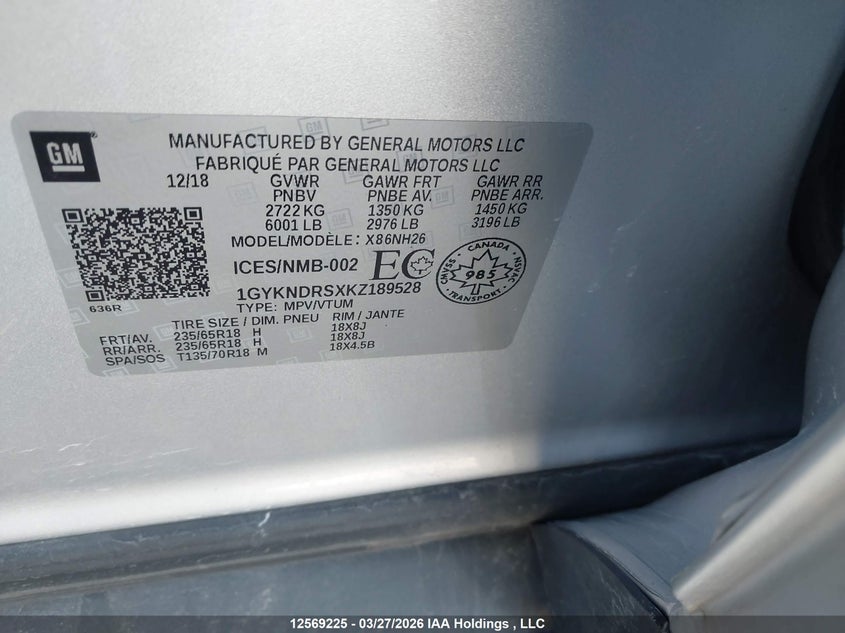 GM
MANUFACTURED BY GENERAL MOTORS LLC
FABRIQUÉ PAR GENERAL MOTORS LLC
12/18 GVWR GAWR FRT GAWR RR
PNBV PNBE AV. PNBE ARR.
2722 KG 1350 KG 1450 KG
6001 LB 2976 LB 3196 LB
MODEL/MODÈLE: X86NH26
ICES/NMB-002 EC
CANADA
CMVSS 985 NSVAC
TRANSPORT
636R
1GYKNDRSXKZ189528
TYPE: MPV/VTUM
TIRE SIZE / DIM. PNEU RIM / JANTE
FRT/AV. 235/65R18 H 18X8J
RR/ARR. 235/65R18 H 18X8J
SPA/SOS T135/70R18 M 18X4.5B
12569225 - 03/27/2026 IAA Holdings , LLC